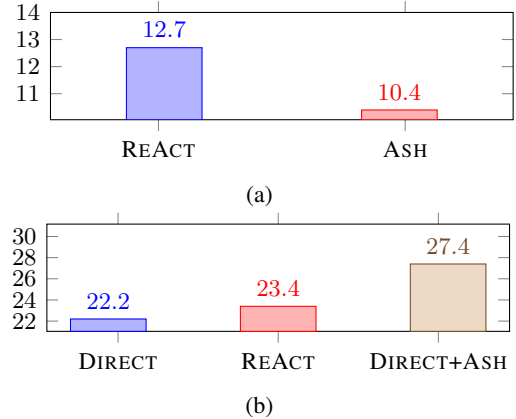 14
13
12
11
12.7
10.4
REACT
ASH
(a)
30
28
26
24
22
22.2
23.4
27.4
DIRECT
REACT
DIRECT+ASH
(b)